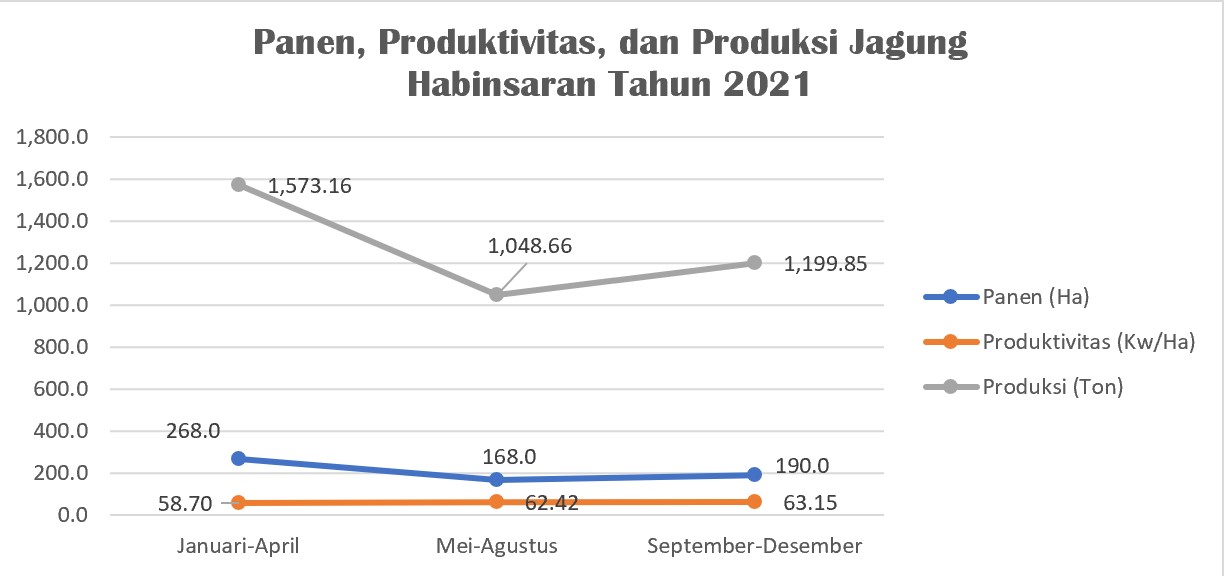 Panen, Produktivitas, dan Produksi Jagung
Habinsaran Tahun 2021
1,800.0
1,600.0
1,400.0
1,200.0
1,000.0
800.0
600.0
400.0
200.0
0.0
1,573.16
1,048.66
1,199.85
268.0
168.0
190.0
58.70
62.42
63.15
Januari-April
Mei-Agustus
September-Desember
Panen (Ha)
Produktivitas (Kw/Ha)
Produksi (Ton)